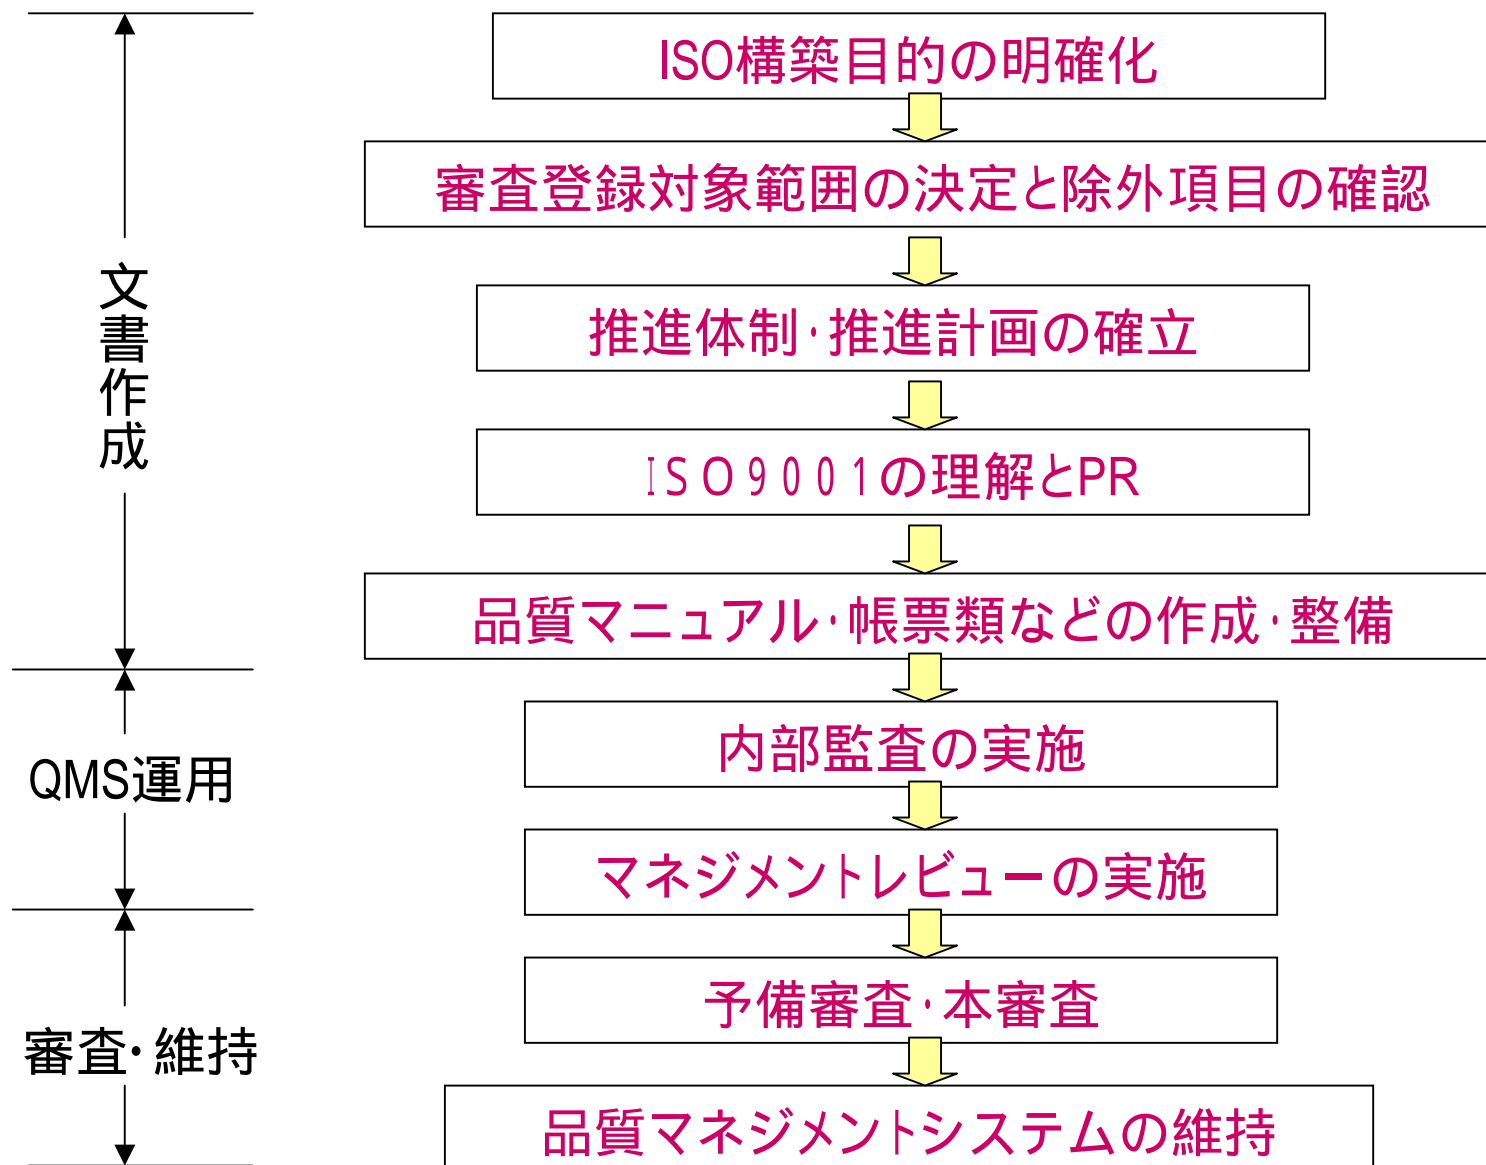 ISO構築目的の明確化
審査登録対象範囲の決定と除外項目の確認
推進体制・推進計画の確立
ISO9001の理解とPR
品質マニュアル・帳票類などの作成・整備
内部監査の実施
マネジメントレビューの実施
予備審査・本審査
品質マネジメントシステムの維持
文書作成
QMS運用
審査・維持